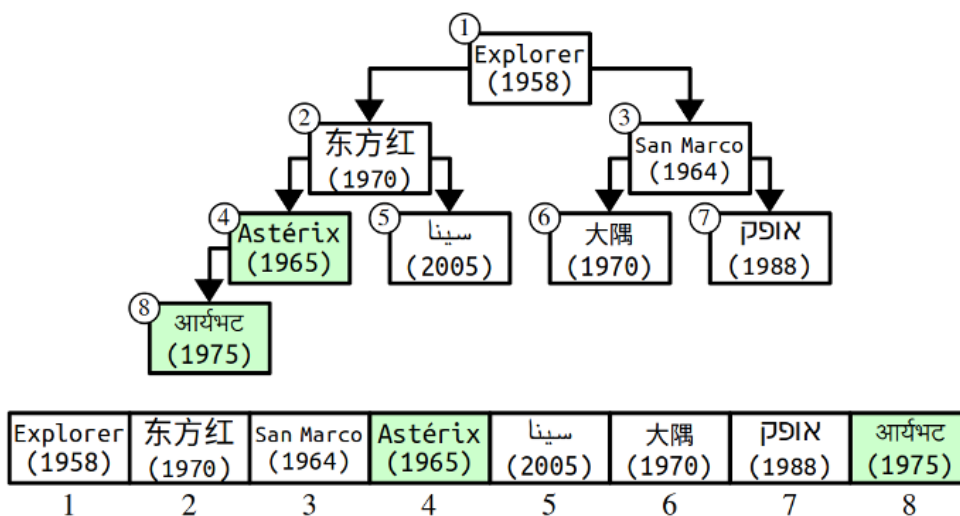 1
Explorer
(1958)
2
东方红
(1970)
3
San Marco
(1964)
4
Astérix
(1965)
5
سينا
(2005)
6
大隅
(1970)
7
אופק
(1988)
8
आर्यभट
(1975)
Explorer 东方红 San Marco Astérix سينا 大隅 אופק आर्यभट
(1958) (1970) (1964) (1965) (2005) (1970) (1988) (1975)
1 2 3 4 5 6 7 8